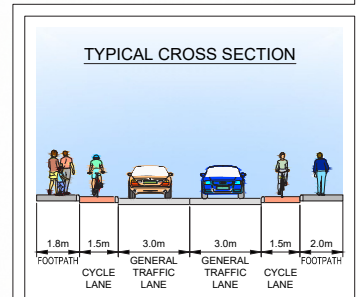 TYPICAL CROSS SECTION
1.8m 1.5m 3.0m 3.0m 1.5m 2.0m
FOOTPATH CYCLE LANE GENERAL TRAFFIC LANE GENERAL TRAFFIC LANE CYCLE LANE FOOTPATH